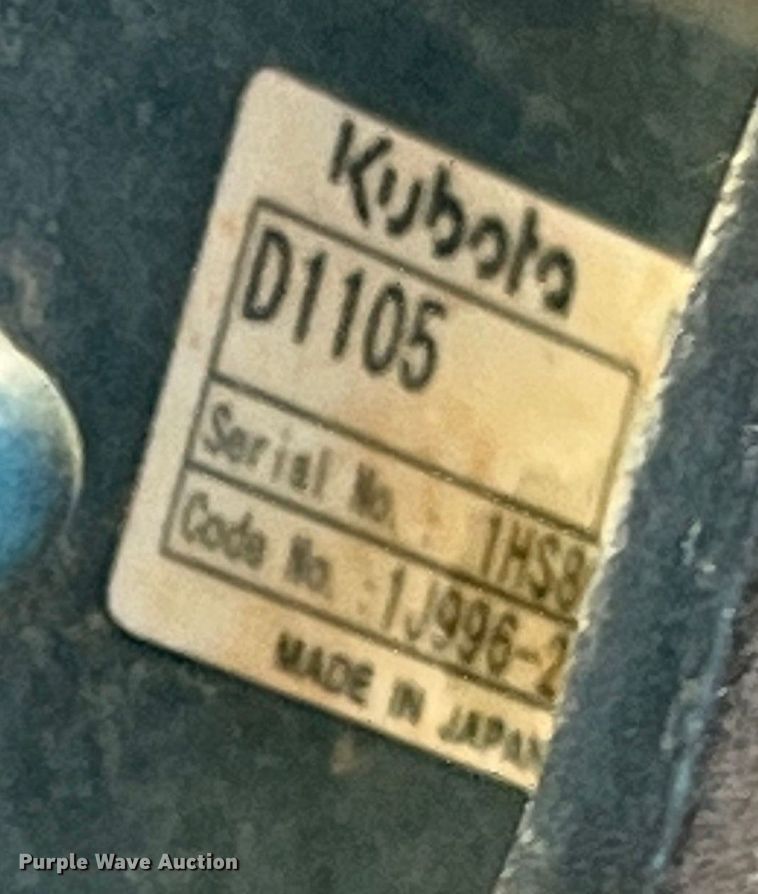 Kubota
D1105
Serial No. : 1HS8
Code No. :1J996-2
MADE IN JAPAN
Purple Wave Auction